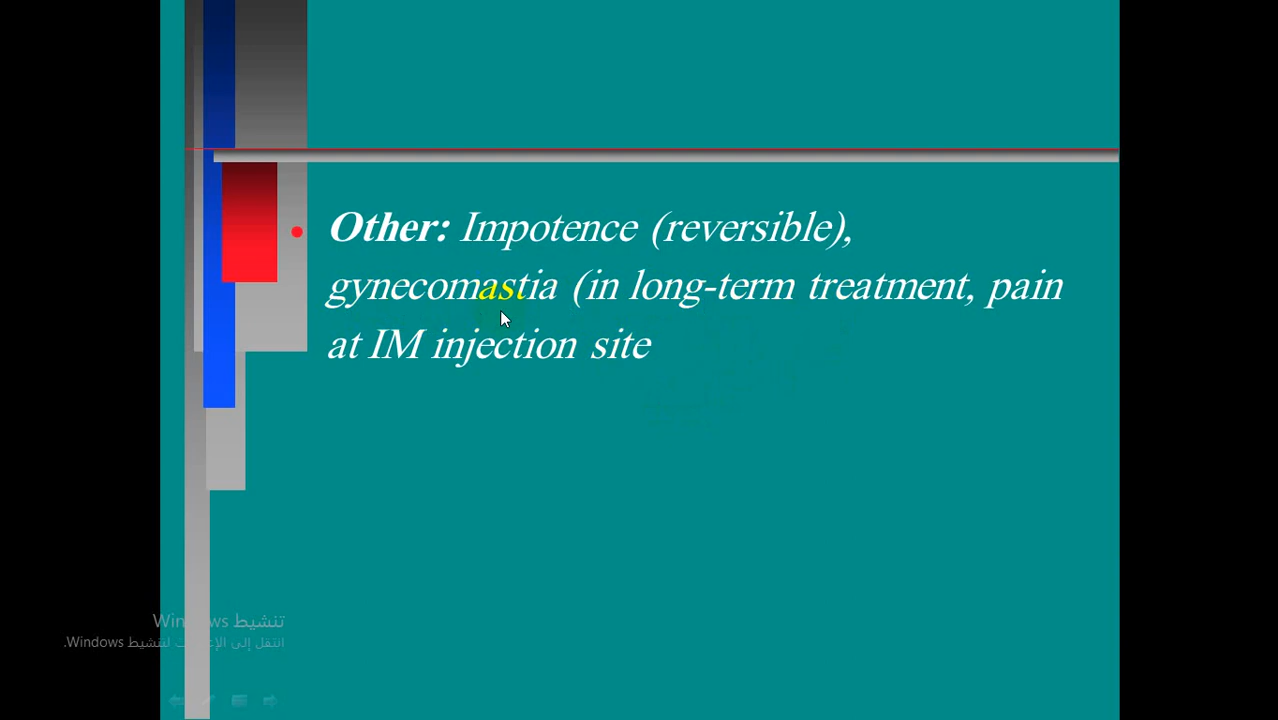 • Other: Impotence (reversible),
gynecomastia (in long-term treatment, pain
at IM injection site
تنشيط Windows
انتقل إلى الإعدادات لتنشيط Windows.